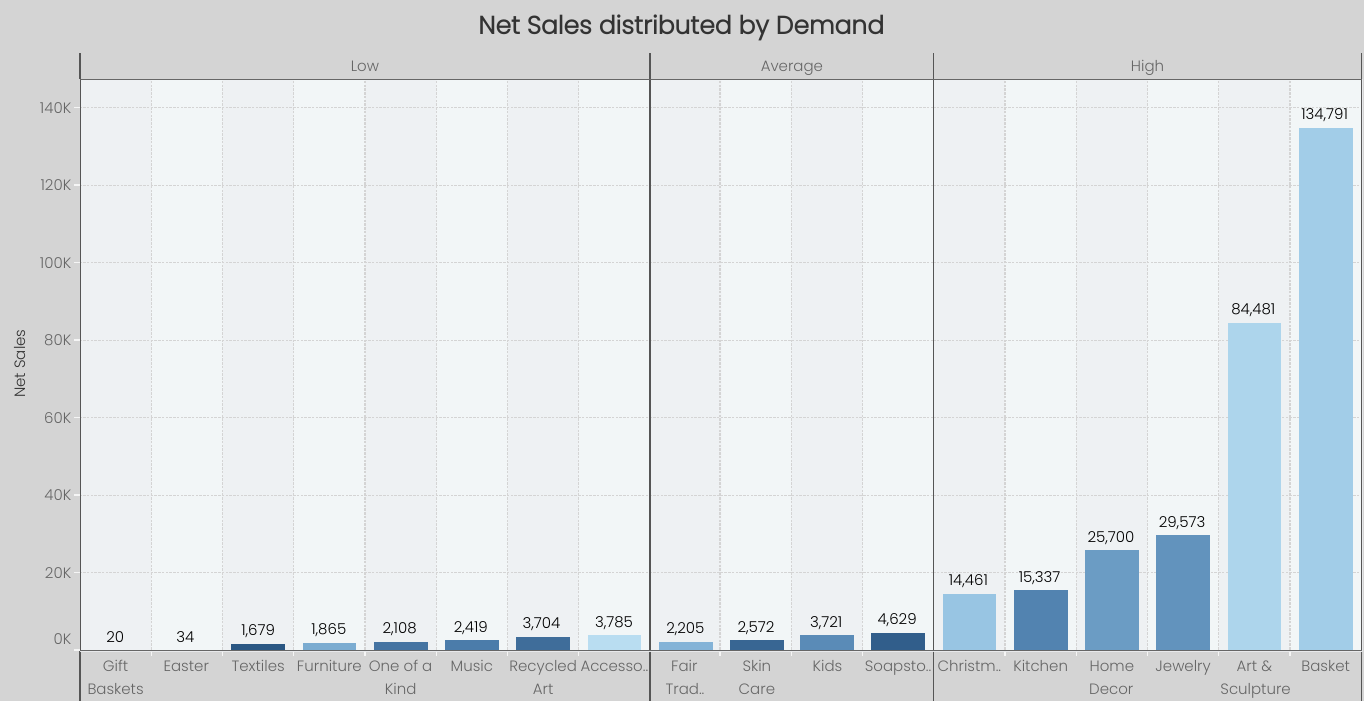 Net Sales distributed by Demand
Low Average High
140K
120K
100K
80K
60K
40K
20K
0K
Net Sales
20 34 1,679 1,865 2,108 2,419 3,704 3,785 2,205 2,572 3,721 4,629 14,461 15,337 25,700 29,573 84,481 134,791
Gift Easter Textiles Furniture One of a Music Recycled Accesso.. Fair Skin Kids Soapsto.. Christm.. Kitchen Home Jewelry Art & Basket
Baskets Kind Art Trad.. Care Decor Sculpture